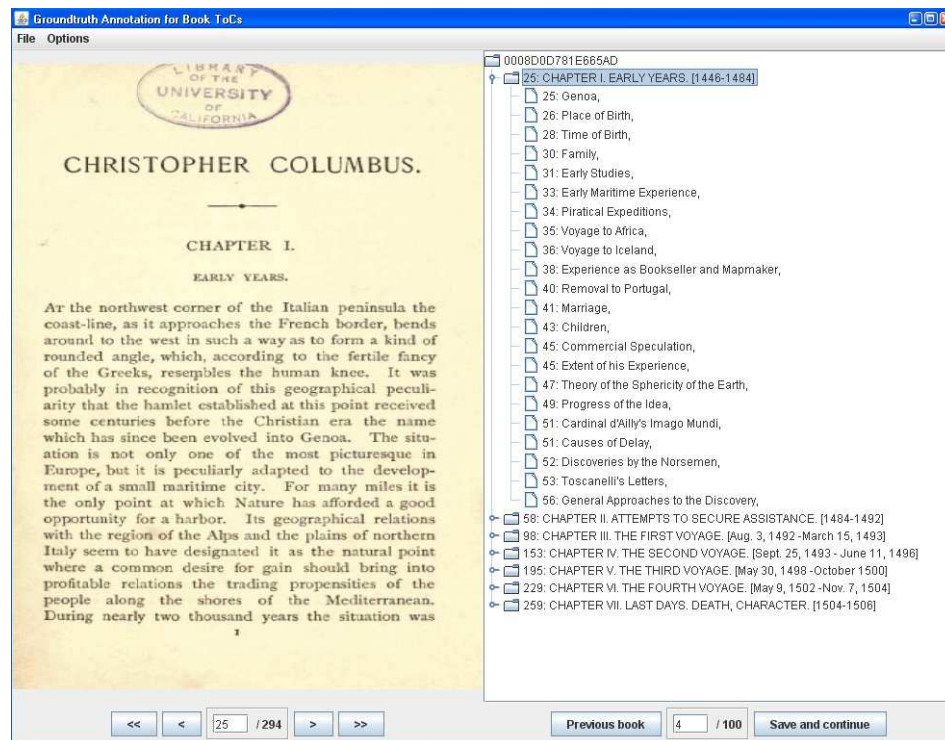 Groundtruth Annotation for Book ToCs
File Options
LIBRARY
OF THE
UNIVERSITY
OF
CALIFORNIA
CHRISTOPHER COLUMBUS.
CHAPTER I.
EARLY YEARS.
At the northwest corner of the Italian peninsula the
coast-line, as it approaches the French border, bends
around to the west in such a way as to form a kind of
rounded angle, which, according to the fertile fancy
of the Greeks, resembles the human knee. It was
probably in recognition of this geographical peculi-
arity that the hamlet established at this point received
some centuries before the Christian era the name
which has since been evolved into Genoa. The situ-
ation is not only one of the most picturesque in
Europe, but it is peculiarly adapted to the develop-
ment of a small maritime city. For many miles it is
the only point at which Nature has afforded a good
opportunity for a harbor. Its geographical relations
with the region of the Alps and the plains of northern
Italy seem to have designated it as the natural point
where a common desire for gain should bring into
profitable relations the trading propensities of the
people along the shores of the Mediterranean.
During nearly two thousand years the situation was
1
<< < 25 / 294 > >>
0008D0D781E665AD
25: CHAPTER I. EARLY YEARS. [1446-1484]
25: Genoa,
26: Place of Birth,
28: Time of Birth,
30: Family,
31: Early Studies,
33: Early Maritime Experience,
34: Piratical Expeditions,
35: Voyage to Africa,
36: Voyage to Iceland,
38: Experience as Bookseller and Mapmaker,
40: Removal to Portugal,
41: Marriage,
43: Children,
45: Commercial Speculation,
45: Extent of his Experience,
47: Theory of the Sphericity of the Earth,
49: Progress of the Idea,
51: Cardinal d'Ailly's Imago Mundi,
51: Causes of Delay,
52: Discoveries by the Norsemen,
53: Toscanelli's Letters,
56: General Approaches to the Discovery,
58: CHAPTER II. ATTEMPTS TO SECURE ASSISTANCE. [1484-1492]
98: CHAPTER III. THE FIRST VOYAGE. [Aug. 3, 1492 -March 15, 1493]
153: CHAPTER IV. THE SECOND VOYAGE. [Sept. 25, 1493 - June 11, 1496]
195: CHAPTER V. THE THIRD VOYAGE. [May 30, 1498 -October 1500]
229: CHAPTER VI. THE FOURTH VOYAGE. [May 9, 1502 -Nov. 7, 1504]
259: CHAPTER VII. LAST DAYS. DEATH, CHARACTER. [1504-1506]
Previous book 4 / 100 Save and continue